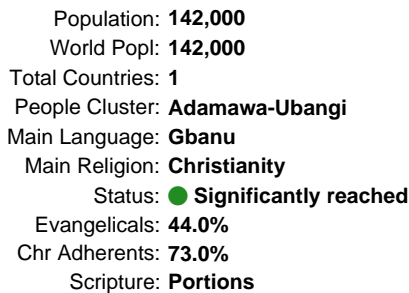 Population: 142,000
World Popl: 142,000
Total Countries: 1
People Cluster: Adamawa-Ubangi
Main Language: Gbanu
Main Religion: Christianity
Status: Significantly reached
Evangelicals: 44.0%
Chr Adherents: 73.0%
Scripture: Portions